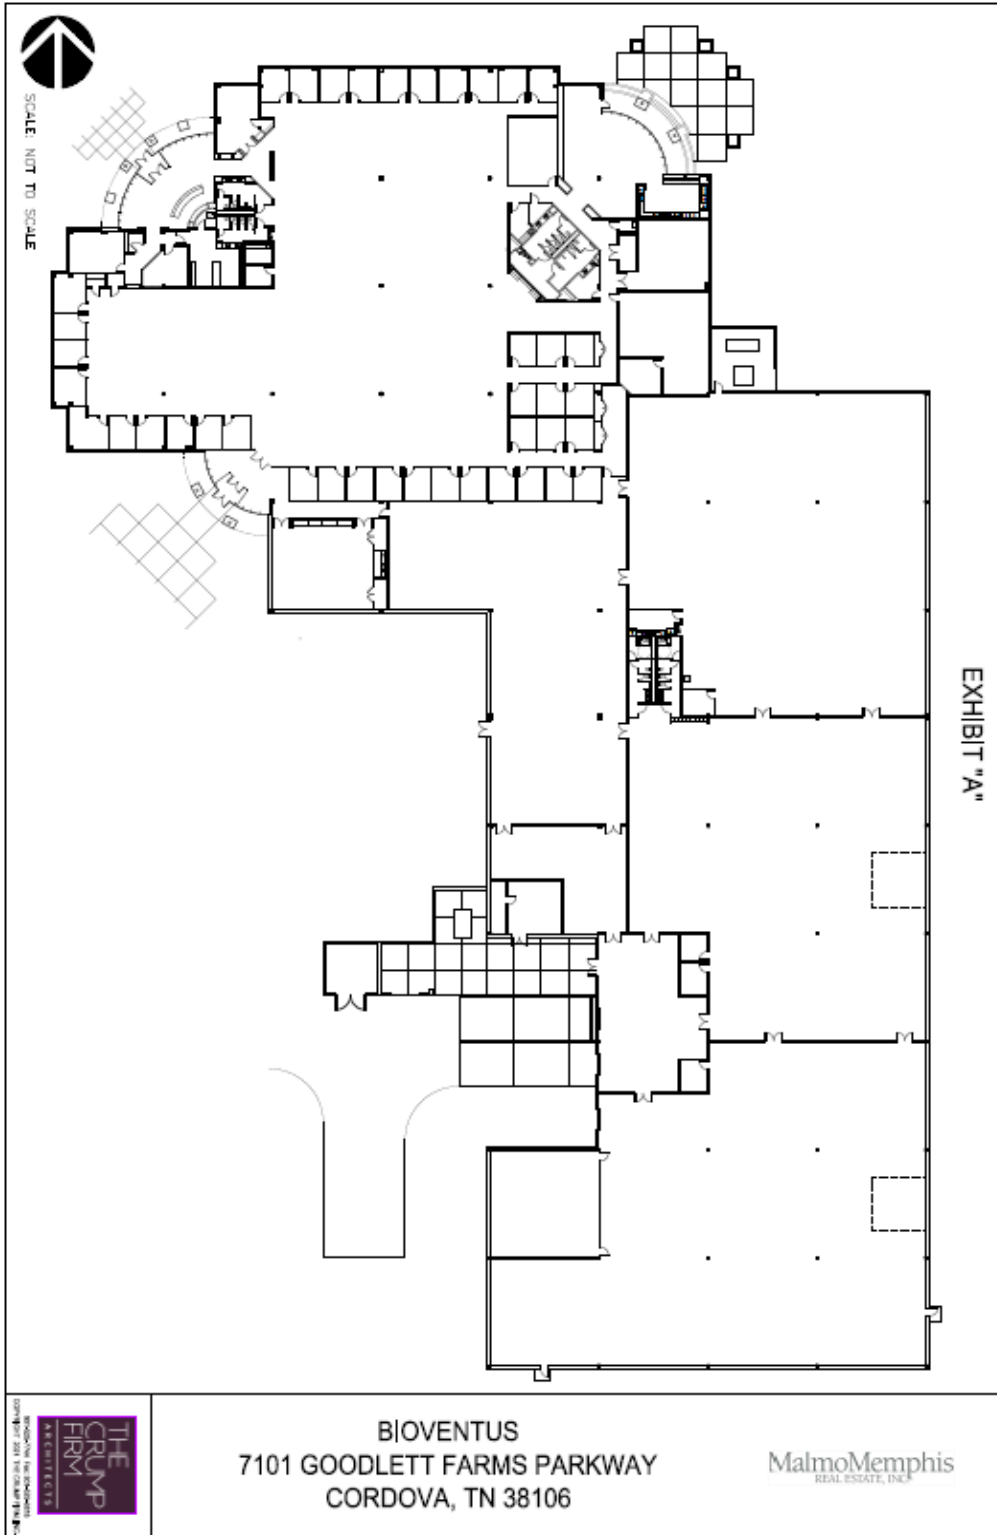 SCALE: NOT TO SCALE
EXHIBIT "A"
THE
CRUMP
FIRM
ARCHITECTS
BIOVENTUS
7101 GOODLETT FARMS PARKWAY
CORDOVA, TN 38106
MalmoMemphis
REAL ESTATE, INC.